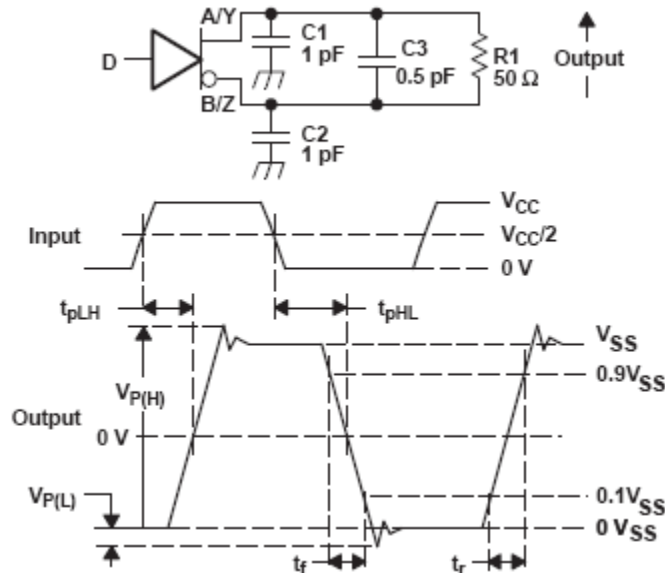 A/Y
D
B/Z
C1
1 pF
C2
1 pF
C3
0.5 pF
R1
50 Ω
Output
Input
VCC
VCC/2
0 V
tpLH
tpHL
VP(H)
Output
0 V
VP(L)
VSS
0.9VSS
0.1VSS
0 VSS
tf
tr